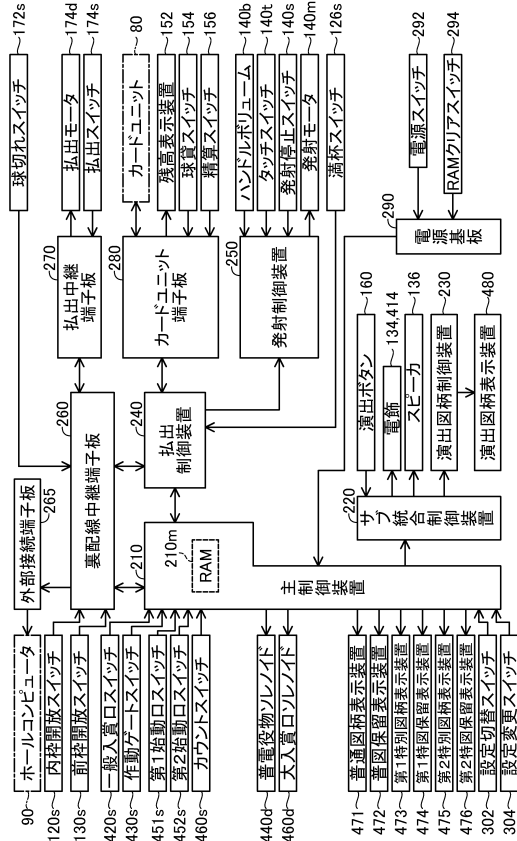 90
ホールコンピュータ
外部接続端子板
265
球切れスイッチ
172s
120s
内枠開放スイッチ
130s
前枠開放スイッチ
裏配線中継端子板
260
払出中継
端子板
270
払出モータ
174d
払出スイッチ
174s
420s
一般入賞口スイッチ
430s
作動ゲートスイッチ
451s
第1始動口スイッチ
452s
第2始動口スイッチ
460s
カウントスイッチ
210
210m
RAM
主制御装置
払出
制御装置
240
カードユニット
端子板
280
カードユニット
80
残高表示装置
152
球貸スイッチ
154
精算スイッチ
156
発射制御装置
250
ハンドルボリューム
140b
タッチスイッチ
140t
発射停止スイッチ
140s
発射モータ
140m
満杯スイッチ
126s
440d
普電役物ソレノイド
460d
大入賞口ソレノイド
471
普通図柄表示装置
472
普図保留表示装置
473
第1特別図柄表示装置
474
第1特図保留表示装置
475
第2特別図柄表示装置
476
第2特図保留表示装置
302
設定切替スイッチ
304
設定変更スイッチ
サブ統合制御装置
220
演出ボタン
160
電飾
134,414
スピーカ
136
演出図柄制御装置
230
演出図柄表示装置
480
電源基板
290
電源スイッチ
292
RAMクリアスイッチ
294